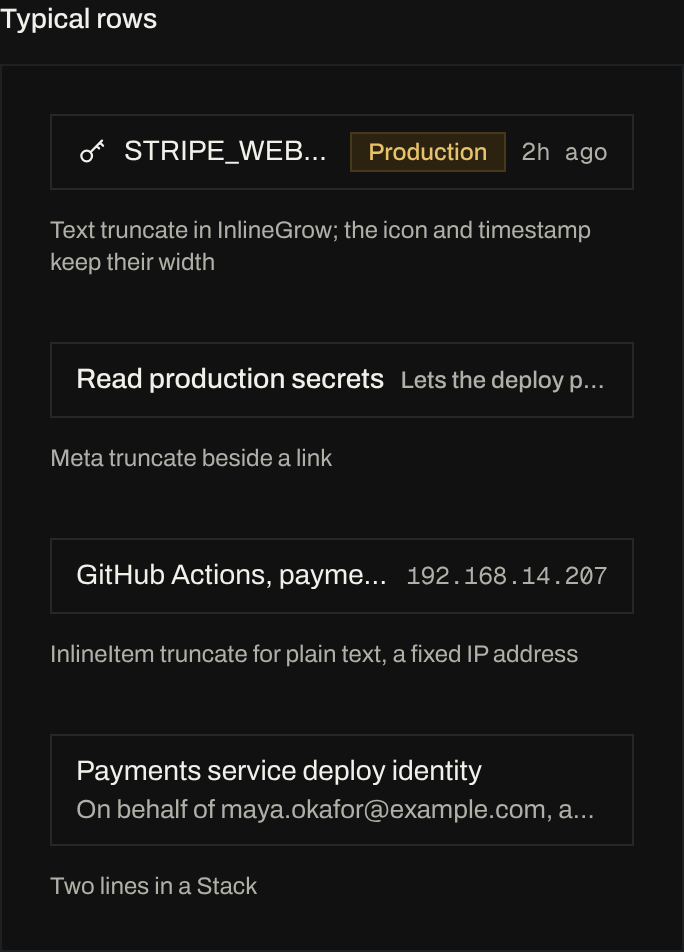 Typical rows
STRIPE_WEB... Production 2h ago
Text truncate in InlineGrow; the icon and timestamp
keep their width
Read production secrets Lets the deploy p...
Meta truncate beside a link
GitHub Actions, payme... 192.168.14.207
InlineItem truncate for plain text, a fixed IP address
Payments service deploy identity
On behalf of maya.okafor@example.com, a...
Two lines in a Stack